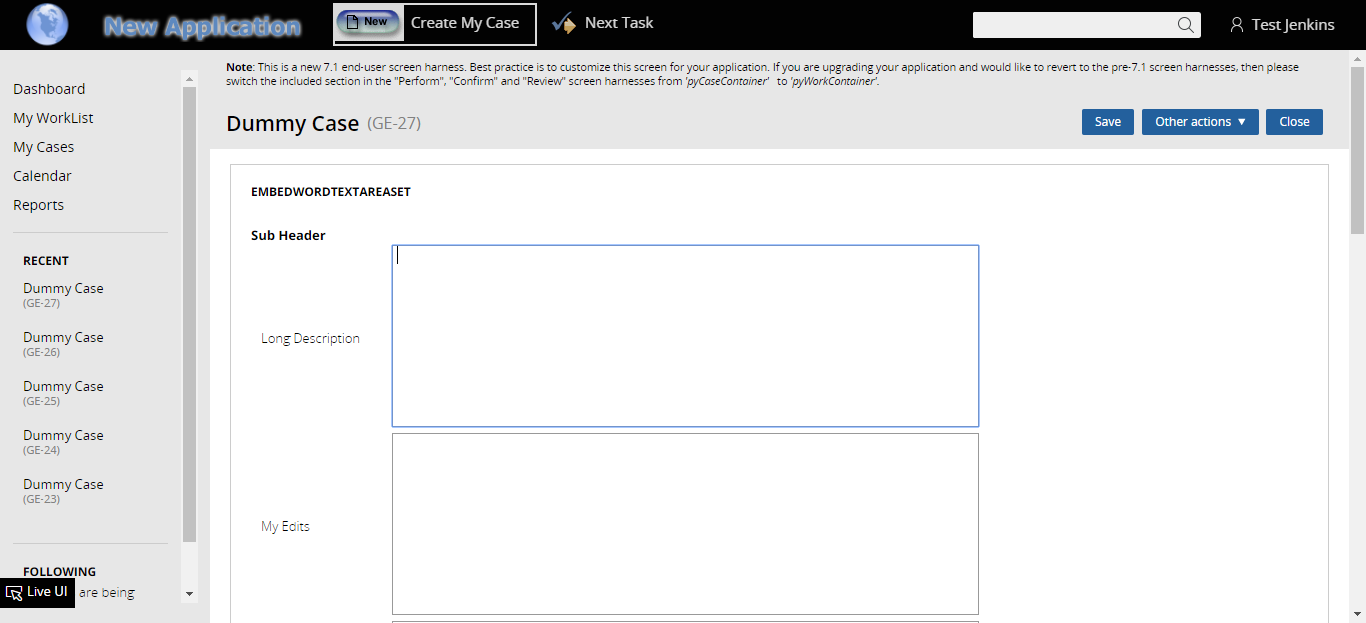 New Application
New
Create My Case
Next Task
Test Jenkins
Dashboard
My WorkList
My Cases
Calendar
Reports
RECENT
Dummy Case
(GE-27)
Dummy Case
(GE-26)
Dummy Case
(GE-25)
Dummy Case
(GE-24)
Dummy Case
(GE-23)
FOLLOWING
are being
Live UI
Note: This is a new 7.1 end-user screen harness. Best practice is to customize this screen for your application. If you are upgrading your application and would like to revert to the pre-7.1 screen harnesses, then please
switch the included section in the "Perform", "Confirm" and "Review" screen harnesses from 'pyCaseContainer' to 'pyWorkContainer'.
Dummy Case (GE-27)
Save
Other actions
Close
EMBEDWORDTEXTAREASET
Sub Header
Long Description
My Edits